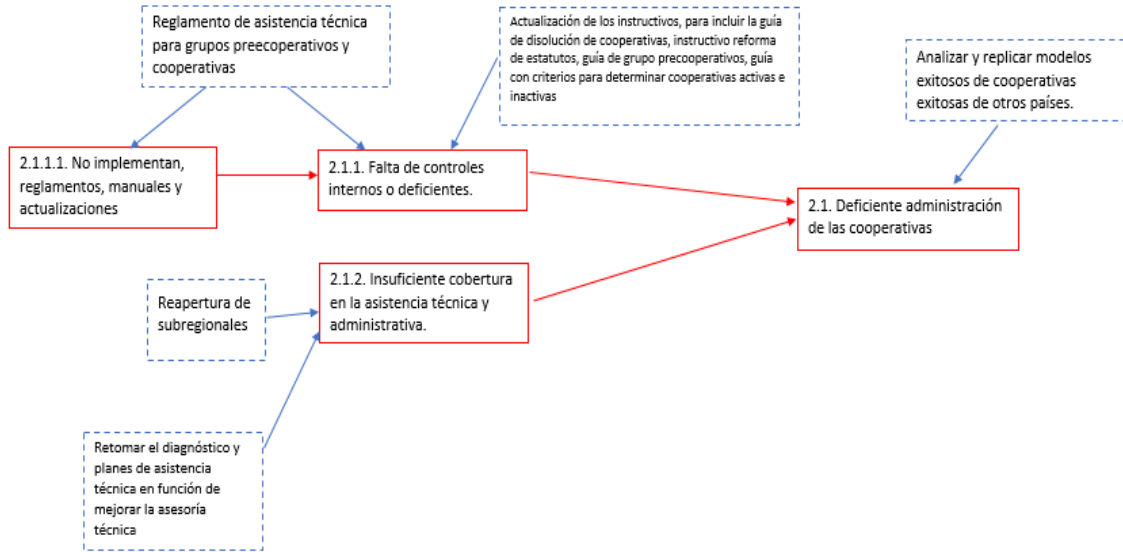 Reglamento de asistencia técnica
para grupos preecoperativos y
cooperativas
Actualización de los instructivos, para incluir la guía
de disolución de cooperativas, instructivo reforma
de estatutos, guía de grupo precooperativos, guía
con criterios para determinar cooperativas activas e
inactivas
Analizar y replicar modelos
exitosos de cooperativas
exitosas de otros países.
2.1.1.1. No implementan,
reglamentos, manuales y
actualizaciones
2.1.1. Falta de controles
internos o deficientes.
2.1. Deficiente administración
de las cooperativas
2.1.2. Insuficiente cobertura
en la asistencia técnica y
administrativa.
Reapertura de
subregionales
Retomar el diagnóstico y
planes de asistencia
técnica en función de
mejorar la asesoría
técnica